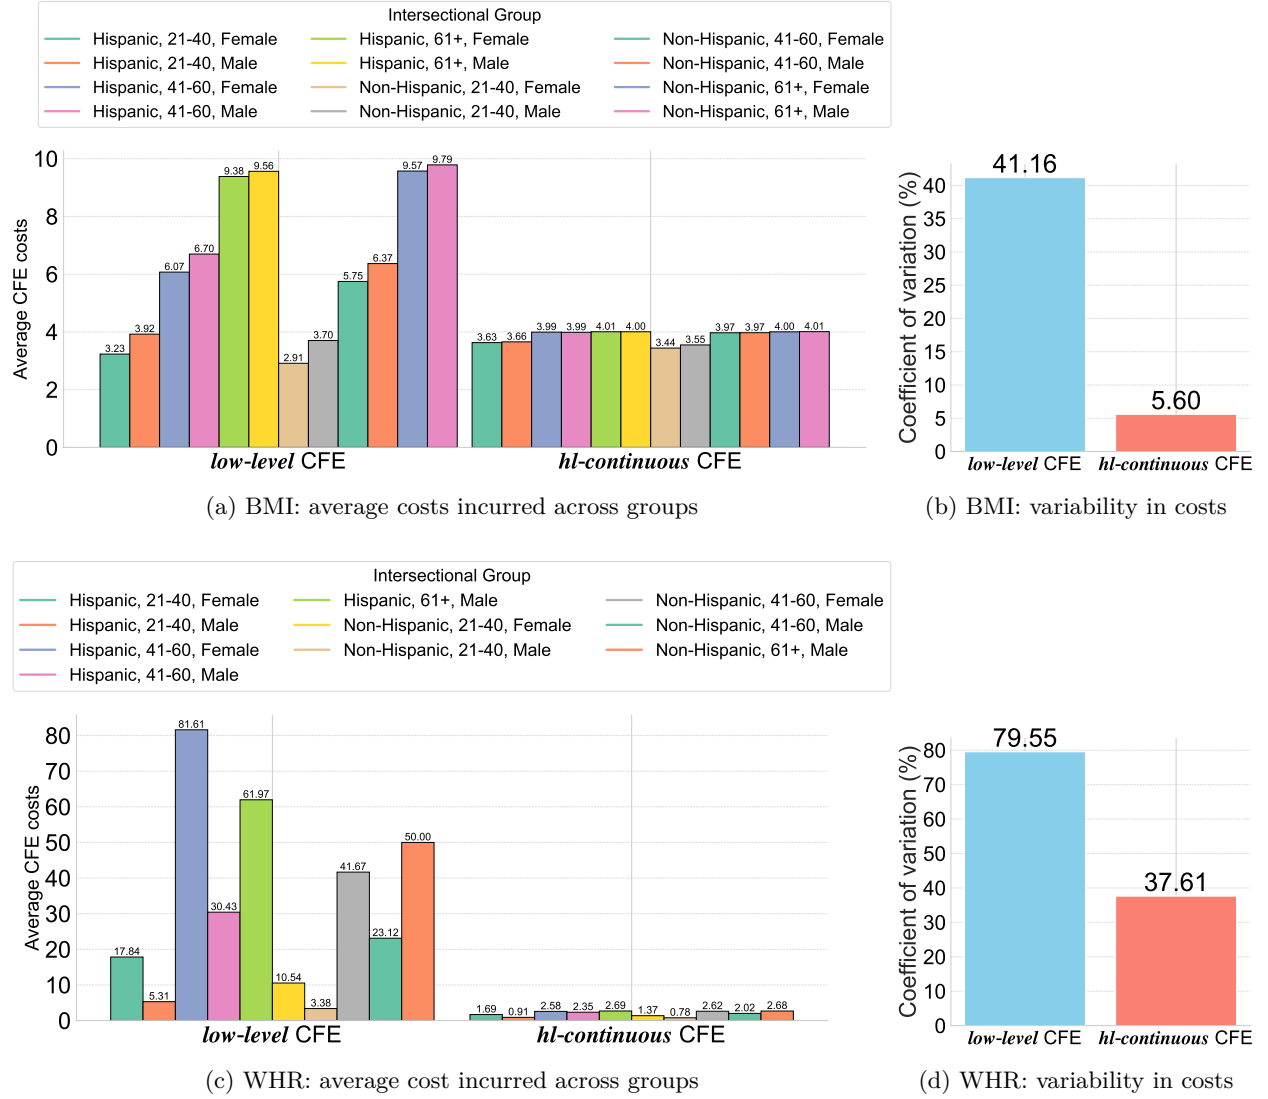 Intersectional Group
Hispanic, 21-40, Female
Hispanic, 21-40, Male
Hispanic, 41-60, Female
Hispanic, 41-60, Male
Hispanic, 61+, Female
Hispanic, 61+, Male
Non-Hispanic, 21-40, Female
Non-Hispanic, 21-40, Male
Non-Hispanic, 41-60, Female
Non-Hispanic, 41-60, Male
Non-Hispanic, 61+, Female
Non-Hispanic, 61+, Male
Average CFE costs
10
8
6
4
2
0
3.23
3.92
6.07
6.70
9.38
9.56
2.91
3.70
5.75
6.37
9.57
9.79
3.63
3.66
3.99
3.99
4.01
4.00
3.44
3.55
3.97
3.97
4.00
4.01
low-level CFE
hl-continuous CFE
(a) BMI: average costs incurred across groups
Coefficient of variation (%)
40
35
30
25
20
15
10
5
0
41.16
5.60
low-level CFE
hl-continuous CFE
(b) BMI: variability in costs
Intersectional Group
Hispanic, 21-40, Female
Hispanic, 21-40, Male
Hispanic, 41-60, Female
Hispanic, 41-60, Male
Hispanic, 61+, Male
Non-Hispanic, 21-40, Female
Non-Hispanic, 21-40, Male
Non-Hispanic, 41-60, Female
Non-Hispanic, 41-60, Male
Non-Hispanic, 61+, Male
Average CFE costs
80
70
60
50
40
30
20
10
0
17.84
5.31
81.61
30.43
61.97
10.54
3.38
41.67
23.12
50.00
1.69
0.91
2.58
2.35
2.69
1.37
0.78
2.62
2.02
2.68
low-level CFE
hl-continuous CFE
(c) WHR: average cost incurred across groups
Coefficient of variation (%)
80
70
60
50
40
30
20
10
0
79.55
37.61
low-level CFE
hl-continuous CFE
(d) WHR: variability in costs